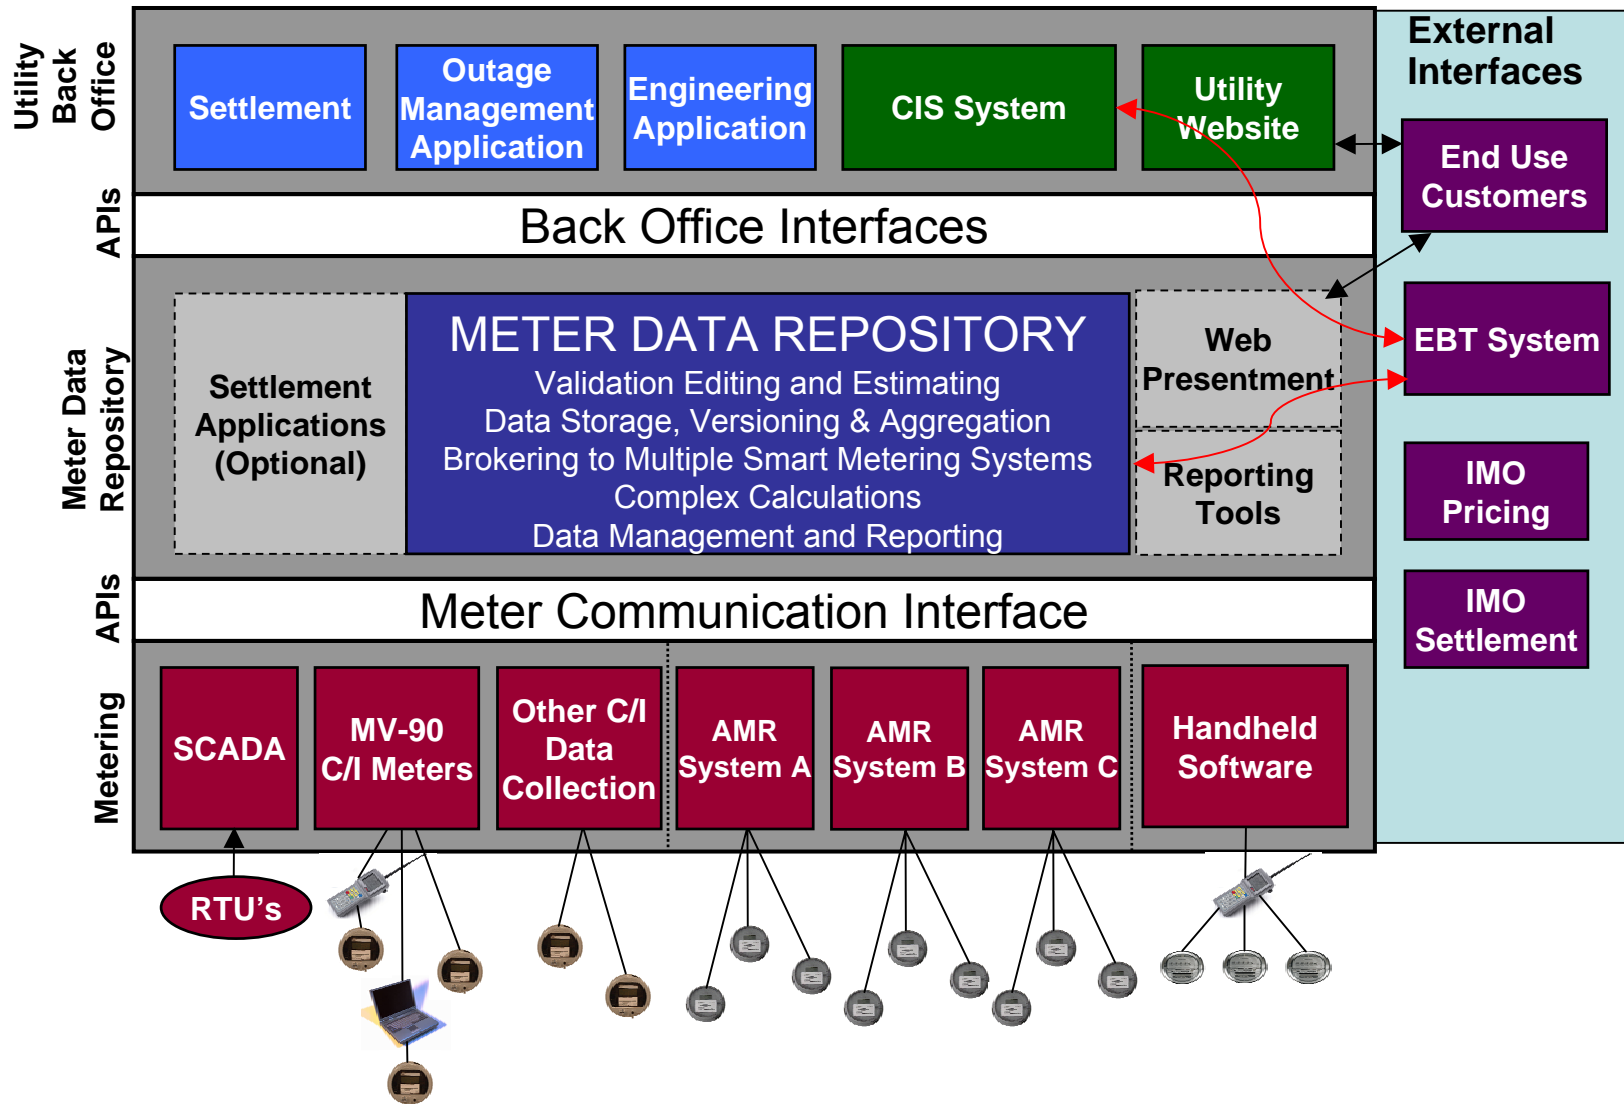 Utility
Back
Office
Settlement
Outage
Management
Application
Engineering
Application
CIS System
Utility
Website
External
Interfaces
End Use
Customers
EBT System
IMO
Pricing
IMO
Settlement
APIs
Back Office Interfaces
Meter Data
Repository
Settlement
Applications
(Optional)
METER DATA REPOSITORY
Validation Editing and Estimating
Data Storage, Versioning & Aggregation
Brokering to Multiple Smart Metering Systems
Complex Calculations
Data Management and Reporting
Web
Presentment
Reporting
Tools
APIs
Meter Communication Interface
Metering
SCADA
MV-90
C/I Meters
Other C/I
Data
Collection
AMR
System A
AMR
System B
AMR
System C
Handheld
Software
RTU's